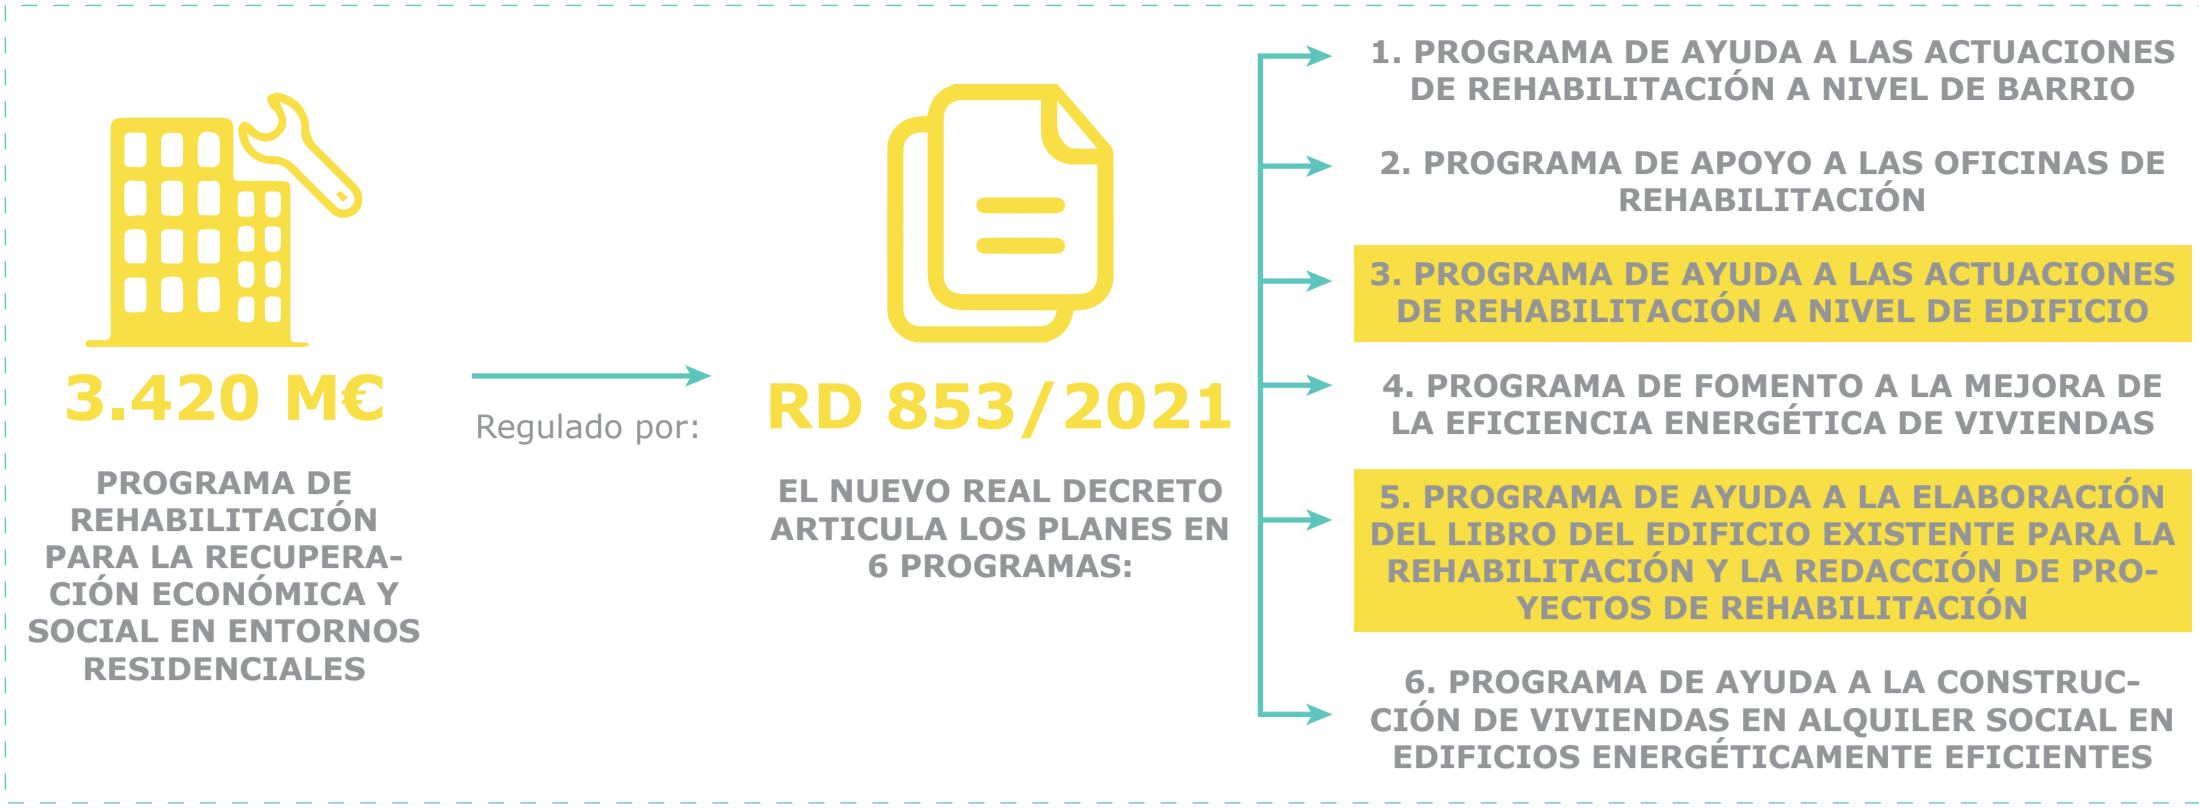 3.420 M€
PROGRAMA DE
REHABILITACIÓN
PARA LA RECUPERA-
CIÓN ECONÓMICA Y
SOCIAL EN ENTORNOS
RESIDENCIALES
Regulado por:
RD 853/2021
EL NUEVO REAL DECRETO
ARTICULA LOS PLANES EN
6 PROGRAMAS:
1. PROGRAMA DE AYUDA A LAS ACTUACIONES
DE REHABILITACIÓN A NIVEL DE BARRIO
2. PROGRAMA DE APOYO A LAS OFICINAS DE
REHABILITACIÓN
3. PROGRAMA DE AYUDA A LAS ACTUACIONES
DE REHABILITACIÓN A NIVEL DE EDIFICIO
4. PROGRAMA DE FOMENTO A LA MEJORA DE
LA EFICIENCIA ENERGÉTICA DE VIVIENDAS
5. PROGRAMA DE AYUDA A LA ELABORACIÓN
DEL LIBRO DEL EDIFICIO EXISTENTE PARA LA
REHABILITACIÓN Y LA REDACCIÓN DE PRO-
YECTOS DE REHABILITACIÓN
6. PROGRAMA DE AYUDA A LA CONSTRUC-
CIÓN DE VIVIENDAS EN ALQUILER SOCIAL EN
EDIFICIOS ENERGÉTICAMENTE EFICIENTES